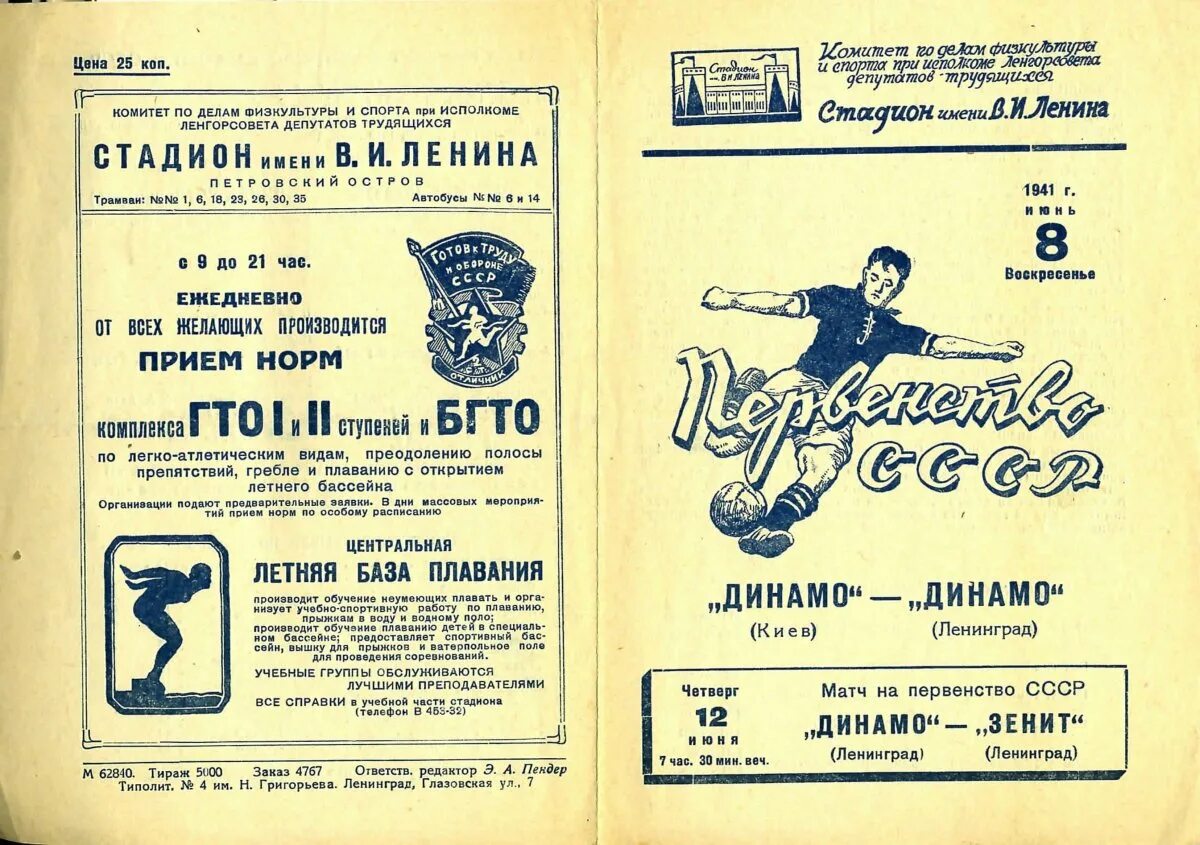 Цена 25 коп.
КОМИТЕТ ПО ДЕЛАМ ФИЗКУЛЬТУРЫ И СПОРТА при ИСПОЛКОМЕ
ЛЕНГОРСОВЕТА ДЕПУТАТОВ ТРУДЯЩИХСЯ
СТАДИОН ИМЕНИ В. И. ЛЕНИНА
ПЕТРОВСКИЙ ОСТРОВ
Трамваи: №№ 1, 6, 18, 23, 26, 30, 35 Автобусы №№ 6 и 14
с 9 до 21 час.
ЕЖЕДНЕВНО
ОТ ВСЕХ ЖЕЛАЮЩИХ ПРОИЗВОДИТСЯ
ПРИЕМ НОРМ
ГОТОВ К ТРУДУ
И ОБОРОНЕ
СССР
2
СТ.
ОТЛИЧНИК
КОМПЛЕКСА ГТО I и II СТУПЕНЕЙ и БГТО
по легко-атлетическим видам, преодолению полосы
препятствий, гребле и плаванию с открытием
летнего бассейна
Организации подают предварительные заявки. В дни массовых мероприя-
тий прием норм по особому расписанию
ЦЕНТРАЛЬНАЯ
ЛЕТНЯЯ БАЗА ПЛАВАНИЯ
производит обучение неумеющих плавать и орга-
низует учебно-спортивную работу по плаванию,
прыжкам в воду и водному поло;
производит обучение плаванию детей в специаль-
ном бассейне; предоставляет спортивный бас-
сейн, вышку для прыжков и ватерпольное поле
для проведения соревнований.
УЧЕБНЫЕ ГРУППЫ ОБСЛУЖИВАЮТСЯ
ЛУЧШИМИ ПРЕПОДАВАТЕЛЯМИ
ВСЕ СПРАВКИ в учебной части стадиона
(телефон В 453-32)
М 62840. Тираж 5000 Заказ 4767 Ответств. редактор Э. А. Пендер
Типолит. № 4 им. Н. Григорьева. Ленинград, Глазовская ул., 7
Стадион
им. В И ЛЕНИНА
Комитет по делам физкультуры
и спорта при исполкоме Ленгорсовета
депутатов трудящихся
Стадион имени В.И.Ленина
1941 г.
июнь
8
Воскресенье
Первенство
СССР
„ДИНАМО“ — „ДИНАМО“
(Киев) (Ленинград)
Четверг
12
июня
7 час. 30 мин. веч.
Матч на первенство СССР
„ДИНАМО“ — „ЗЕНИТ“
(Ленинград) (Ленинград)